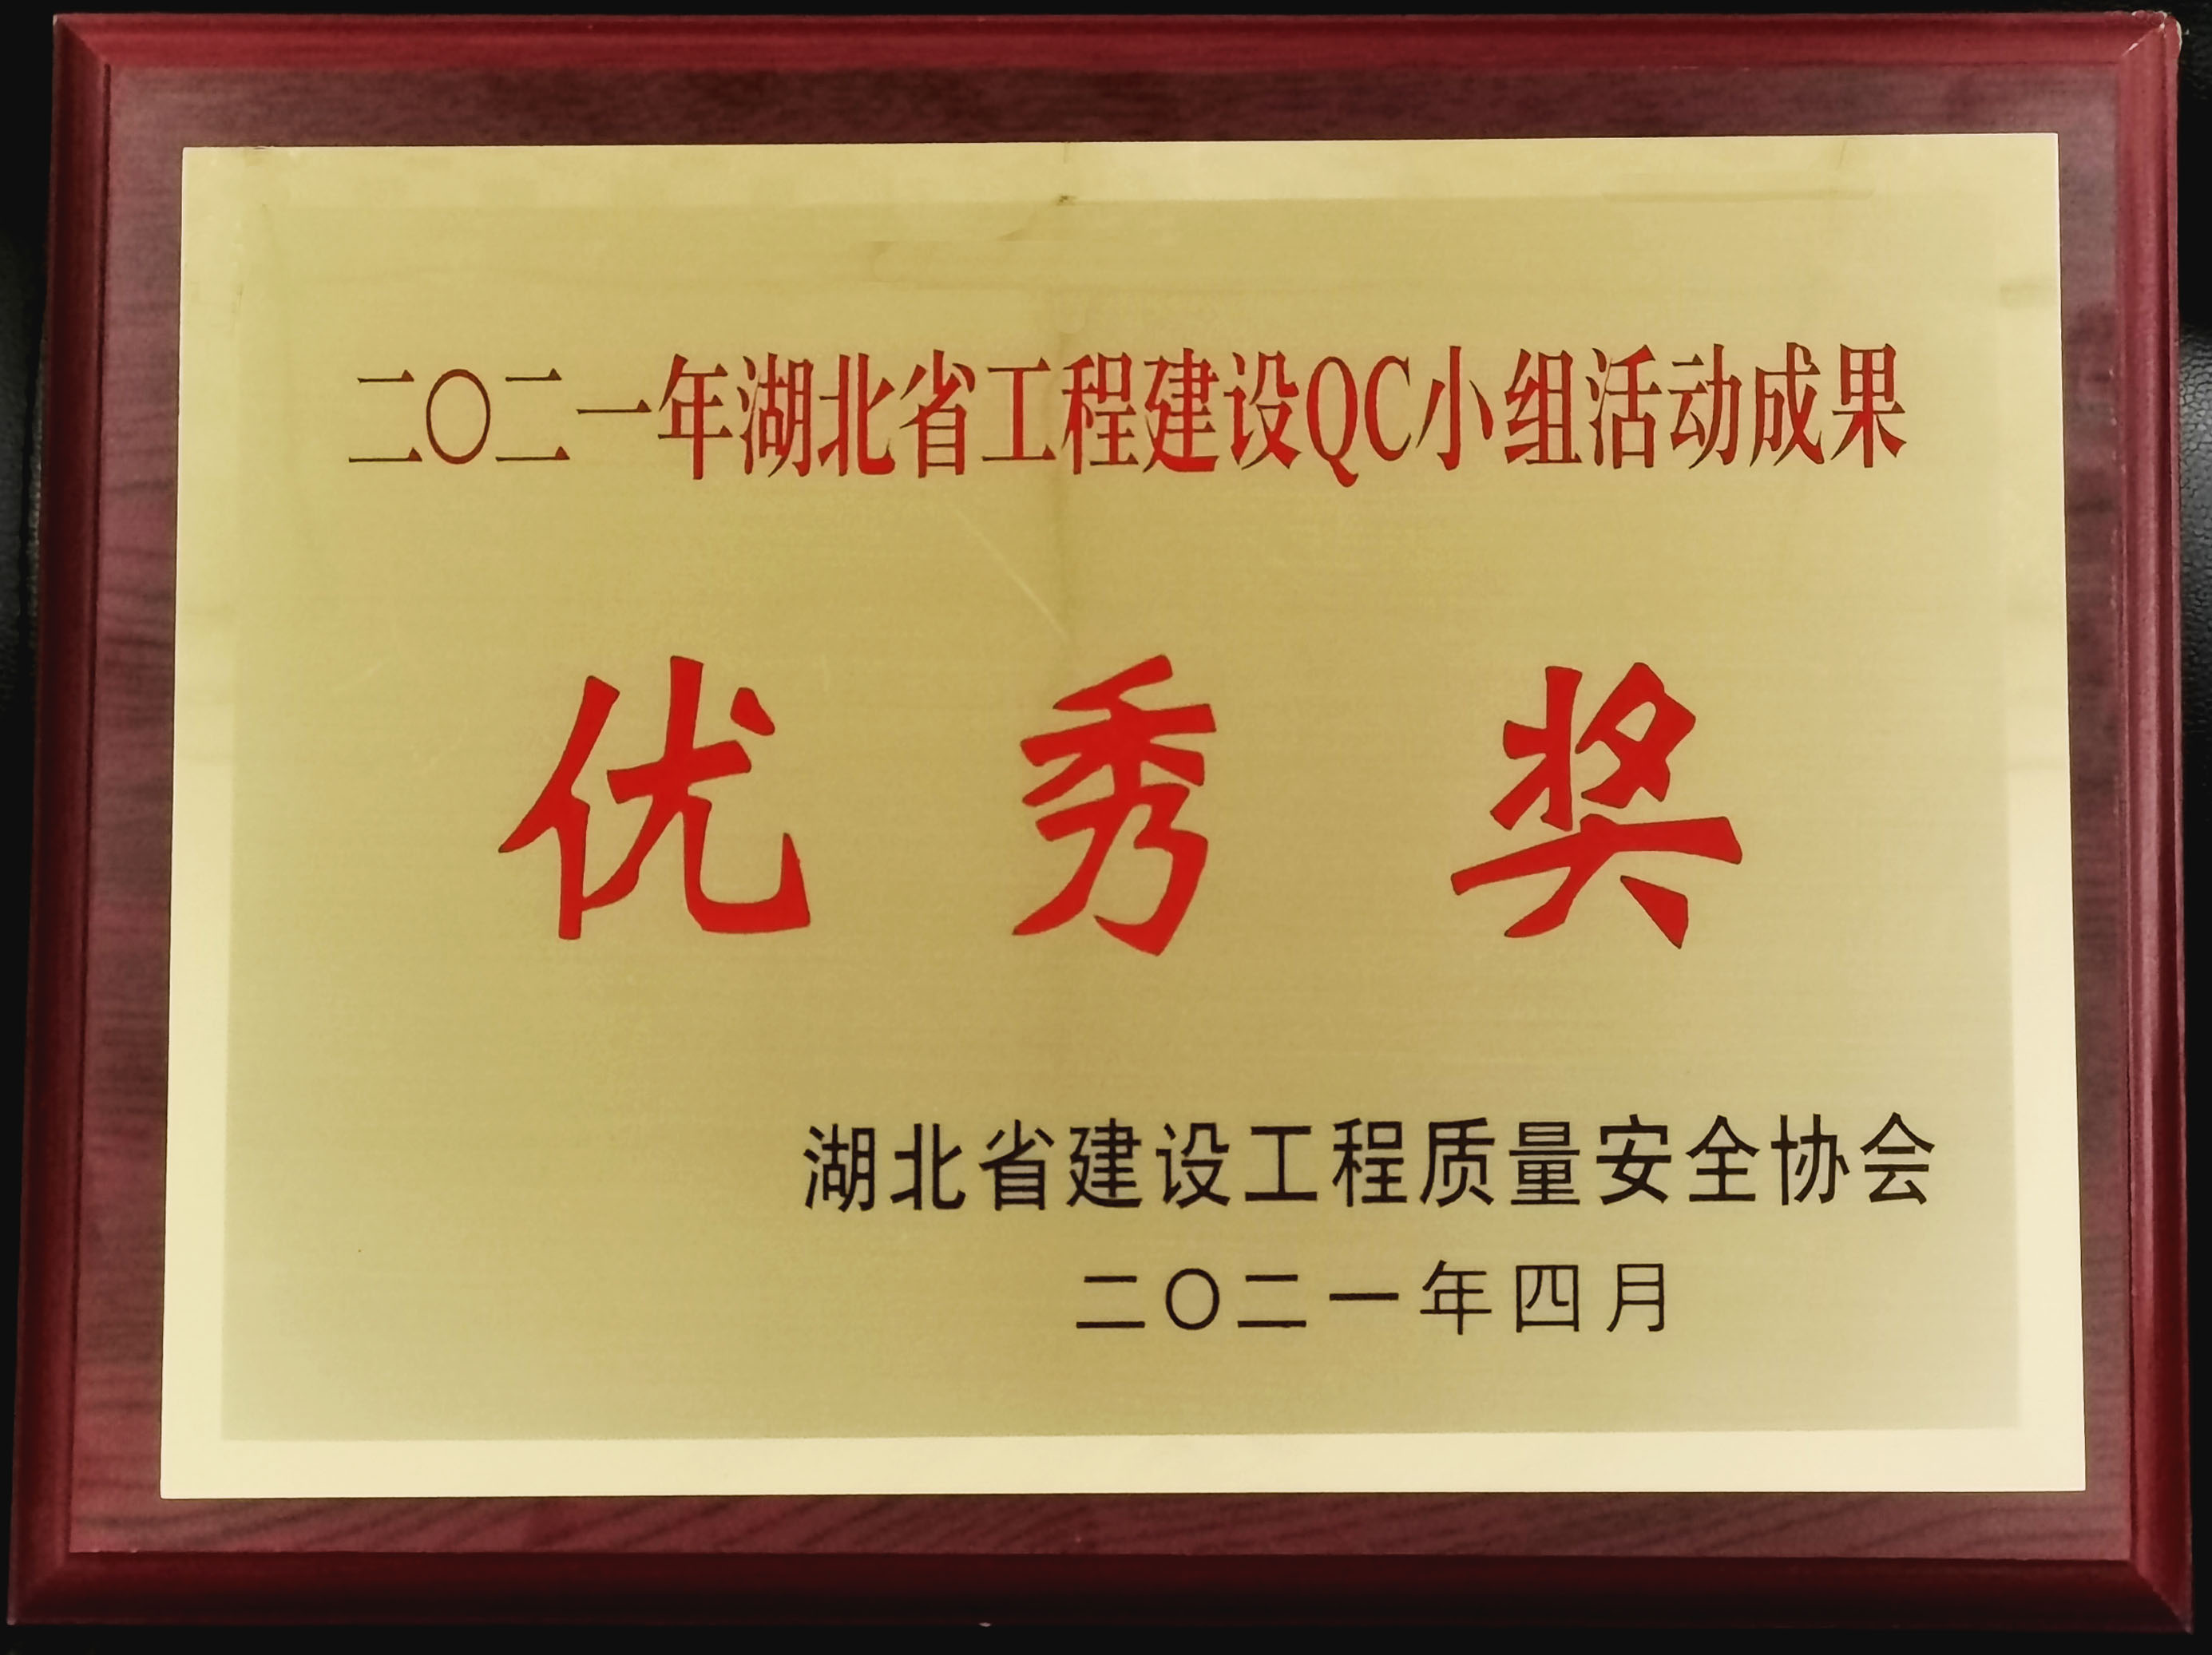 二〇二一年湖北省工程建设QC小组活动成果
优秀奖
湖北省建设工程质量安全协会
二〇二一年四月